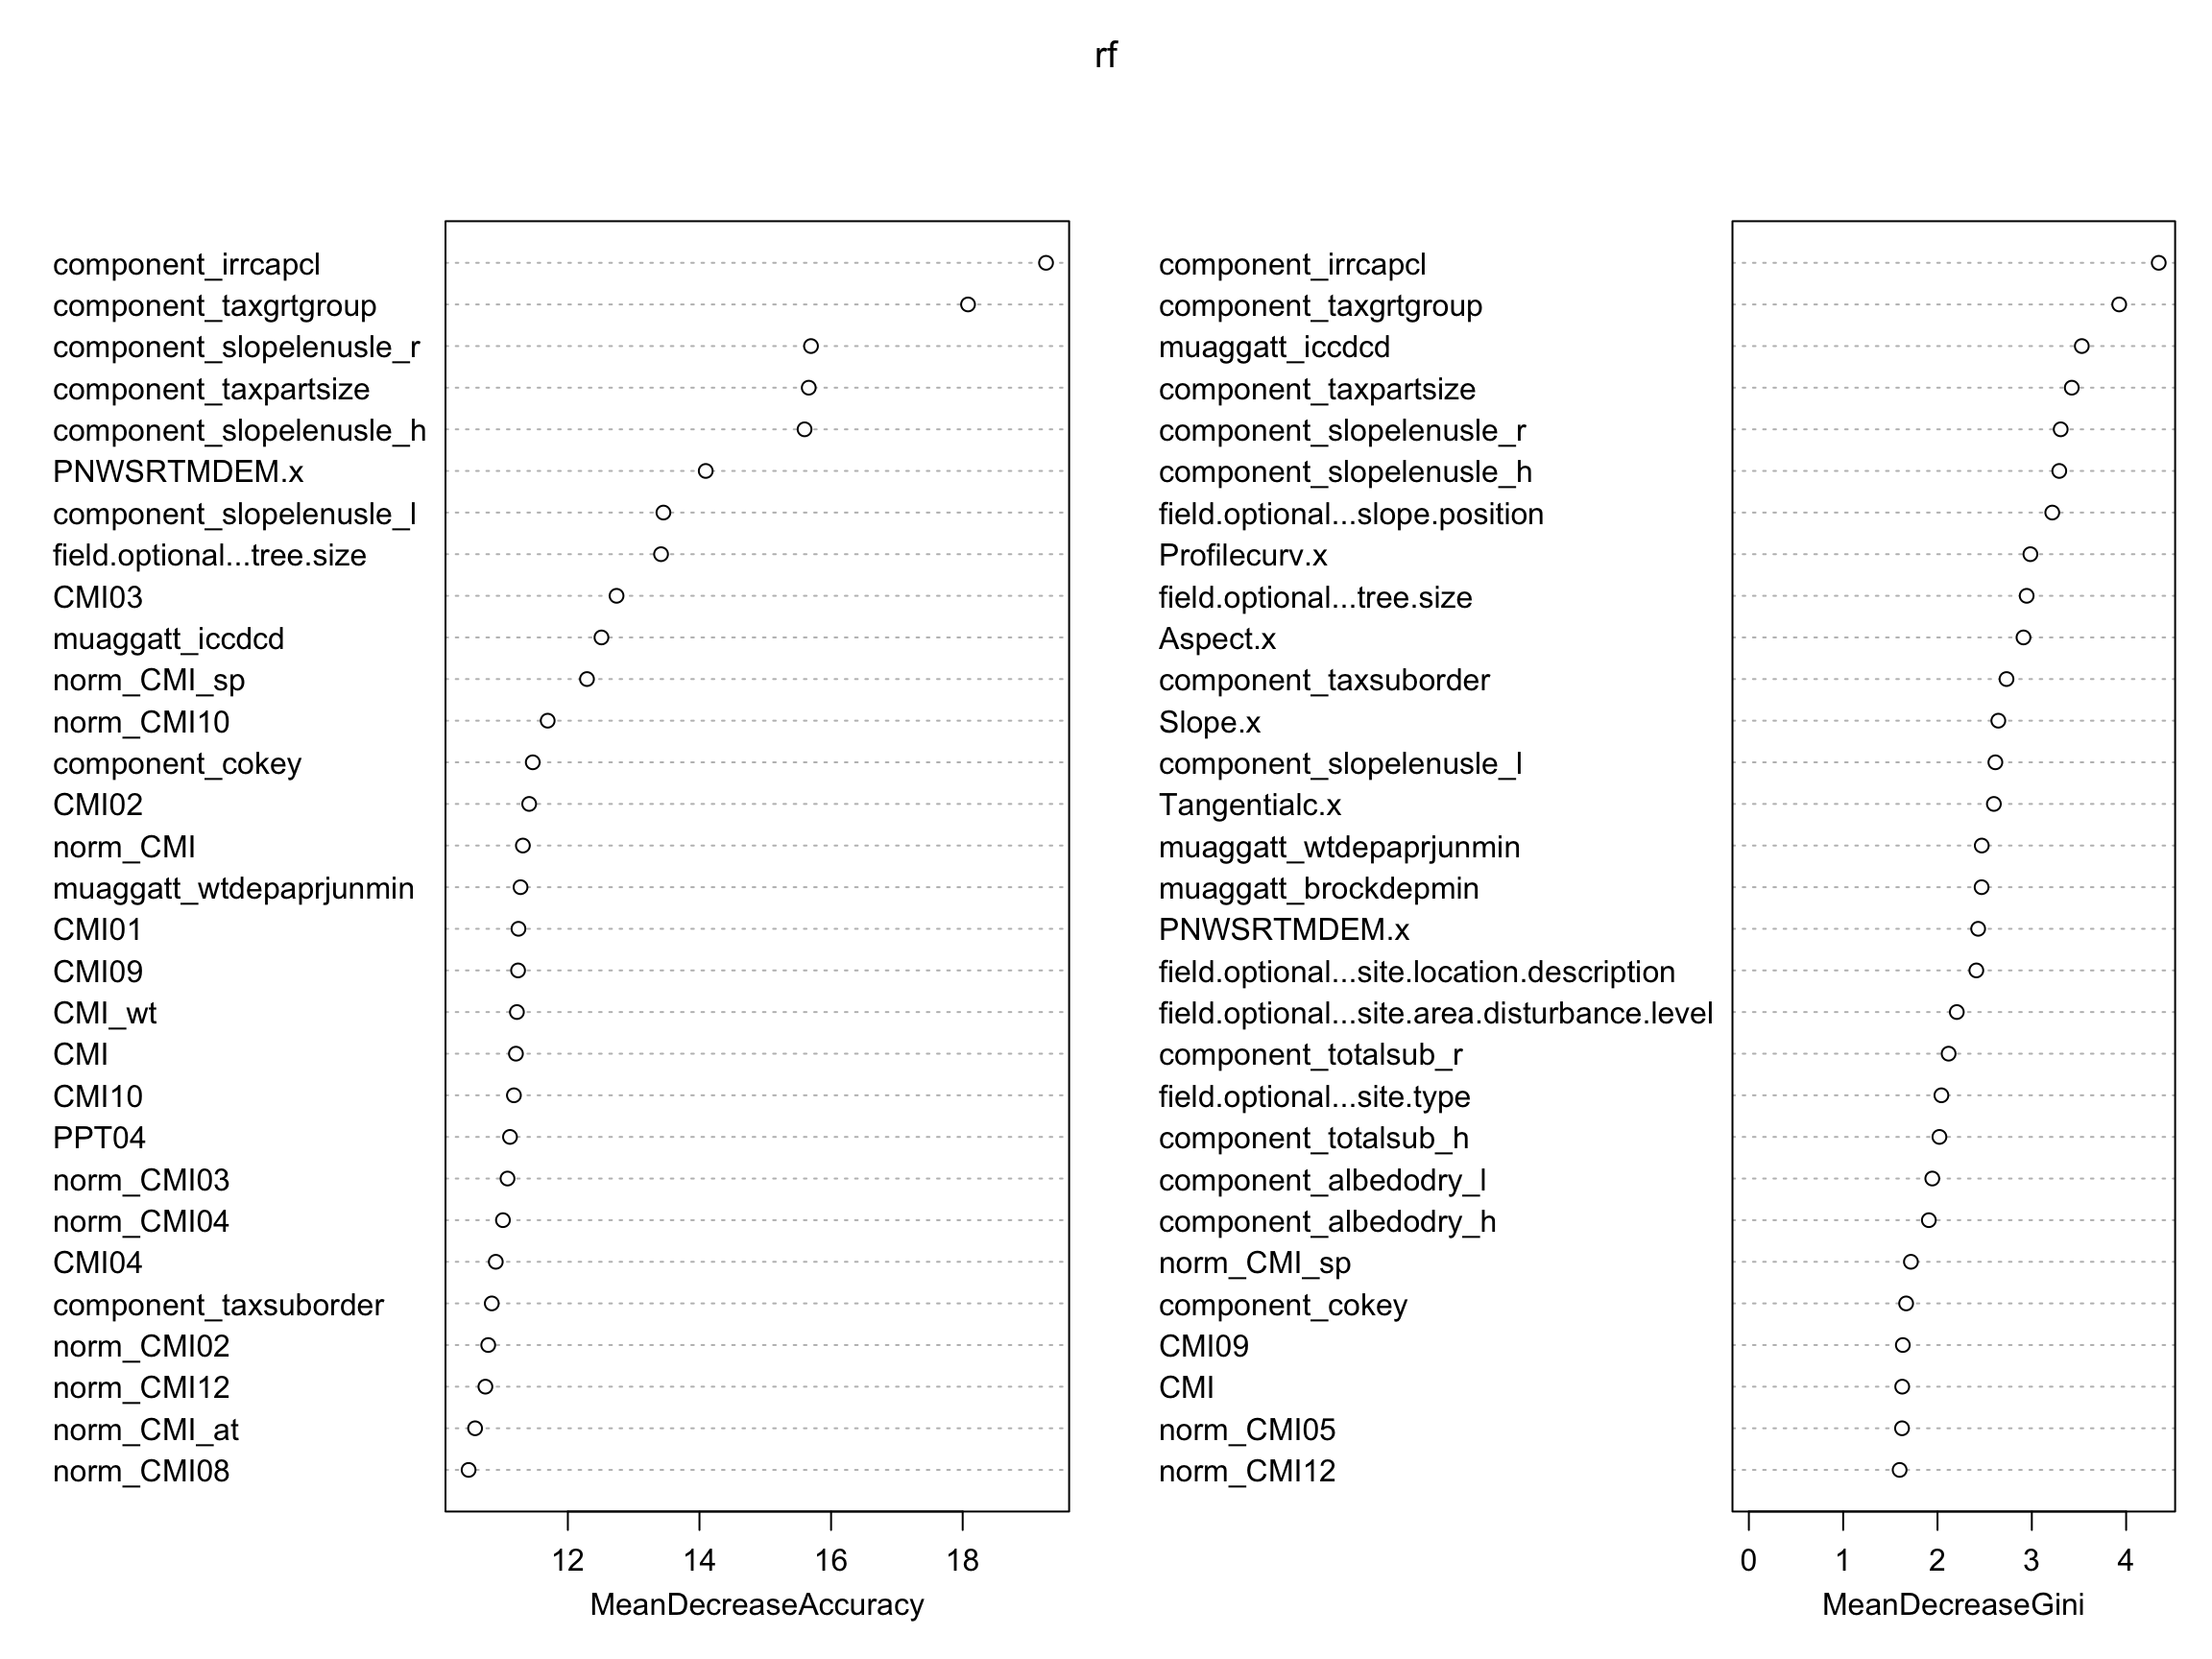 rf
component_irrcapcl
component_taxgrtgroup
component_slopelenusle_r
component_taxpartsize
component_slopelenusle_h
PNWSRTMDEM.x
component_slopelenusle_l
field.optional...tree.size
CMI03
muaggatt_iccdcd
norm_CMI_sp
norm_CMI10
component_cokey
CMI02
norm_CMI
muaggatt_wtdepaprjunmin
CMI01
CMI09
CMI_wt
CMI
CMI10
PPT04
norm_CMI03
norm_CMI04
CMI04
component_taxsuborder
norm_CMI02
norm_CMI12
norm_CMI_at
norm_CMI08
12 14 16 18
MeanDecreaseAccuracy
component_irrcapcl
component_taxgrtgroup
muaggatt_iccdcd
component_taxpartsize
component_slopelenusle_r
component_slopelenusle_h
field.optional...slope.position
Profilecurv.x
field.optional...tree.size
Aspect.x
component_taxsuborder
Slope.x
component_slopelenusle_l
Tangentialc.x
muaggatt_wtdepaprjunmin
muaggatt_brockdepmin
PNWSRTMDEM.x
field.optional...site.location.description
field.optional...site.area.disturbance.level
component_totalsub_r
field.optional...site.type
component_totalsub_h
component_albedodry_l
component_albedodry_h
norm_CMI_sp
component_cokey
CMI09
CMI
norm_CMI05
norm_CMI12
0 1 2 3 4
MeanDecreaseGini